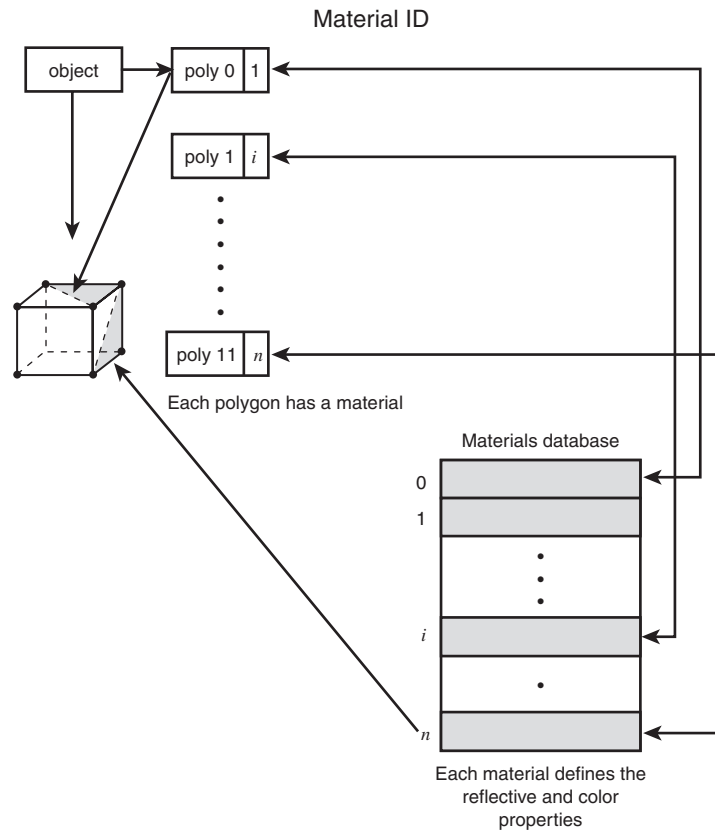 Material ID
object
poly 0 1
poly 1 i
poly 11 n
Each polygon has a material
Materials database
0
1
i
n
Each material defines the
reflective and color
properties